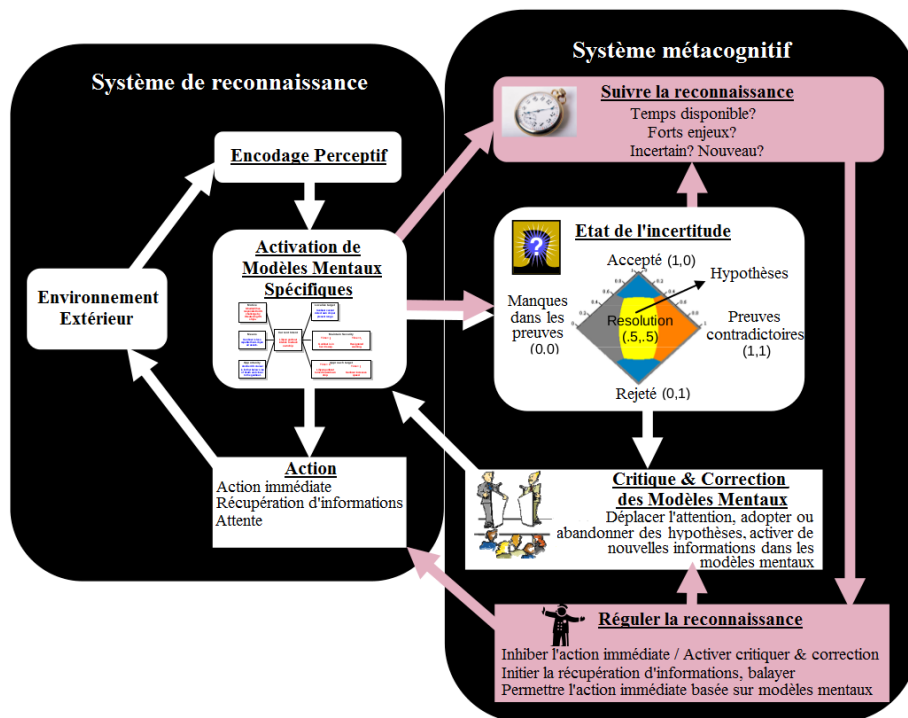 Système de reconnaissance
Encodage Perceptif
Activation de
Modèles Mentaux
Spécifiques
Environnement
Extérieur
Action
Action immédiate
Récupération d'informations
Attente
Système métacognitif
Suivre la reconnaissance
Temps disponible?
Forts enjeux?
Incertain? Nouveau?
Etat de l'incertitude
?
Accepté (1,0)
Hypothèses
Manques
dans les
preuves
(0,0)
Resolution
(.5,.5)
Preuves
contradictoires
(1,1)
Rejeté (0,1)
Critique & Correction
des Modèles Mentaux
Déplacer l'attention, adopter ou
abandonner des hypothèses, activer de
nouvelles informations dans les
modèles mentaux
Réguler la reconnaissance
Inhiber l'action immédiate / Activer critiquer & correction
Initier la récupération d'informations, balayer
Permettre l'action immédiate basée sur modèles mentaux